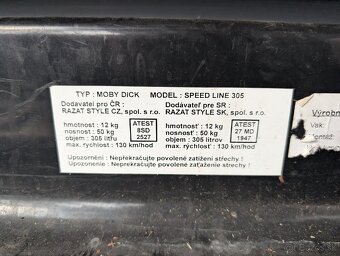 TYP : MOBY DICK MODEL : SPEED LINE 305
Dodavatel pro ČR :
RAZAT STYLE CZ, spol. s r.o.
hmotnost : 12 kg
nosnost : 50 kg
objem : 305 litrů
max. rychlost : 130 km/hod
ATEST
8SD
2527
Dodávateľ pre SR :
RAZAT STYLE SK, spol. s r.o.
hmotnosť : 12 kg
nosnosť : 50 kg
objem : 305 litrov
max. rýchlosť : 130 km/hod
ATEST
27 MD
1947
Upozornění : Nepřekračujte povolené zatížení střechy !
Upozornenie : Neprekračujte povolené zaťaženie strechy !
Výrobn
Vak: